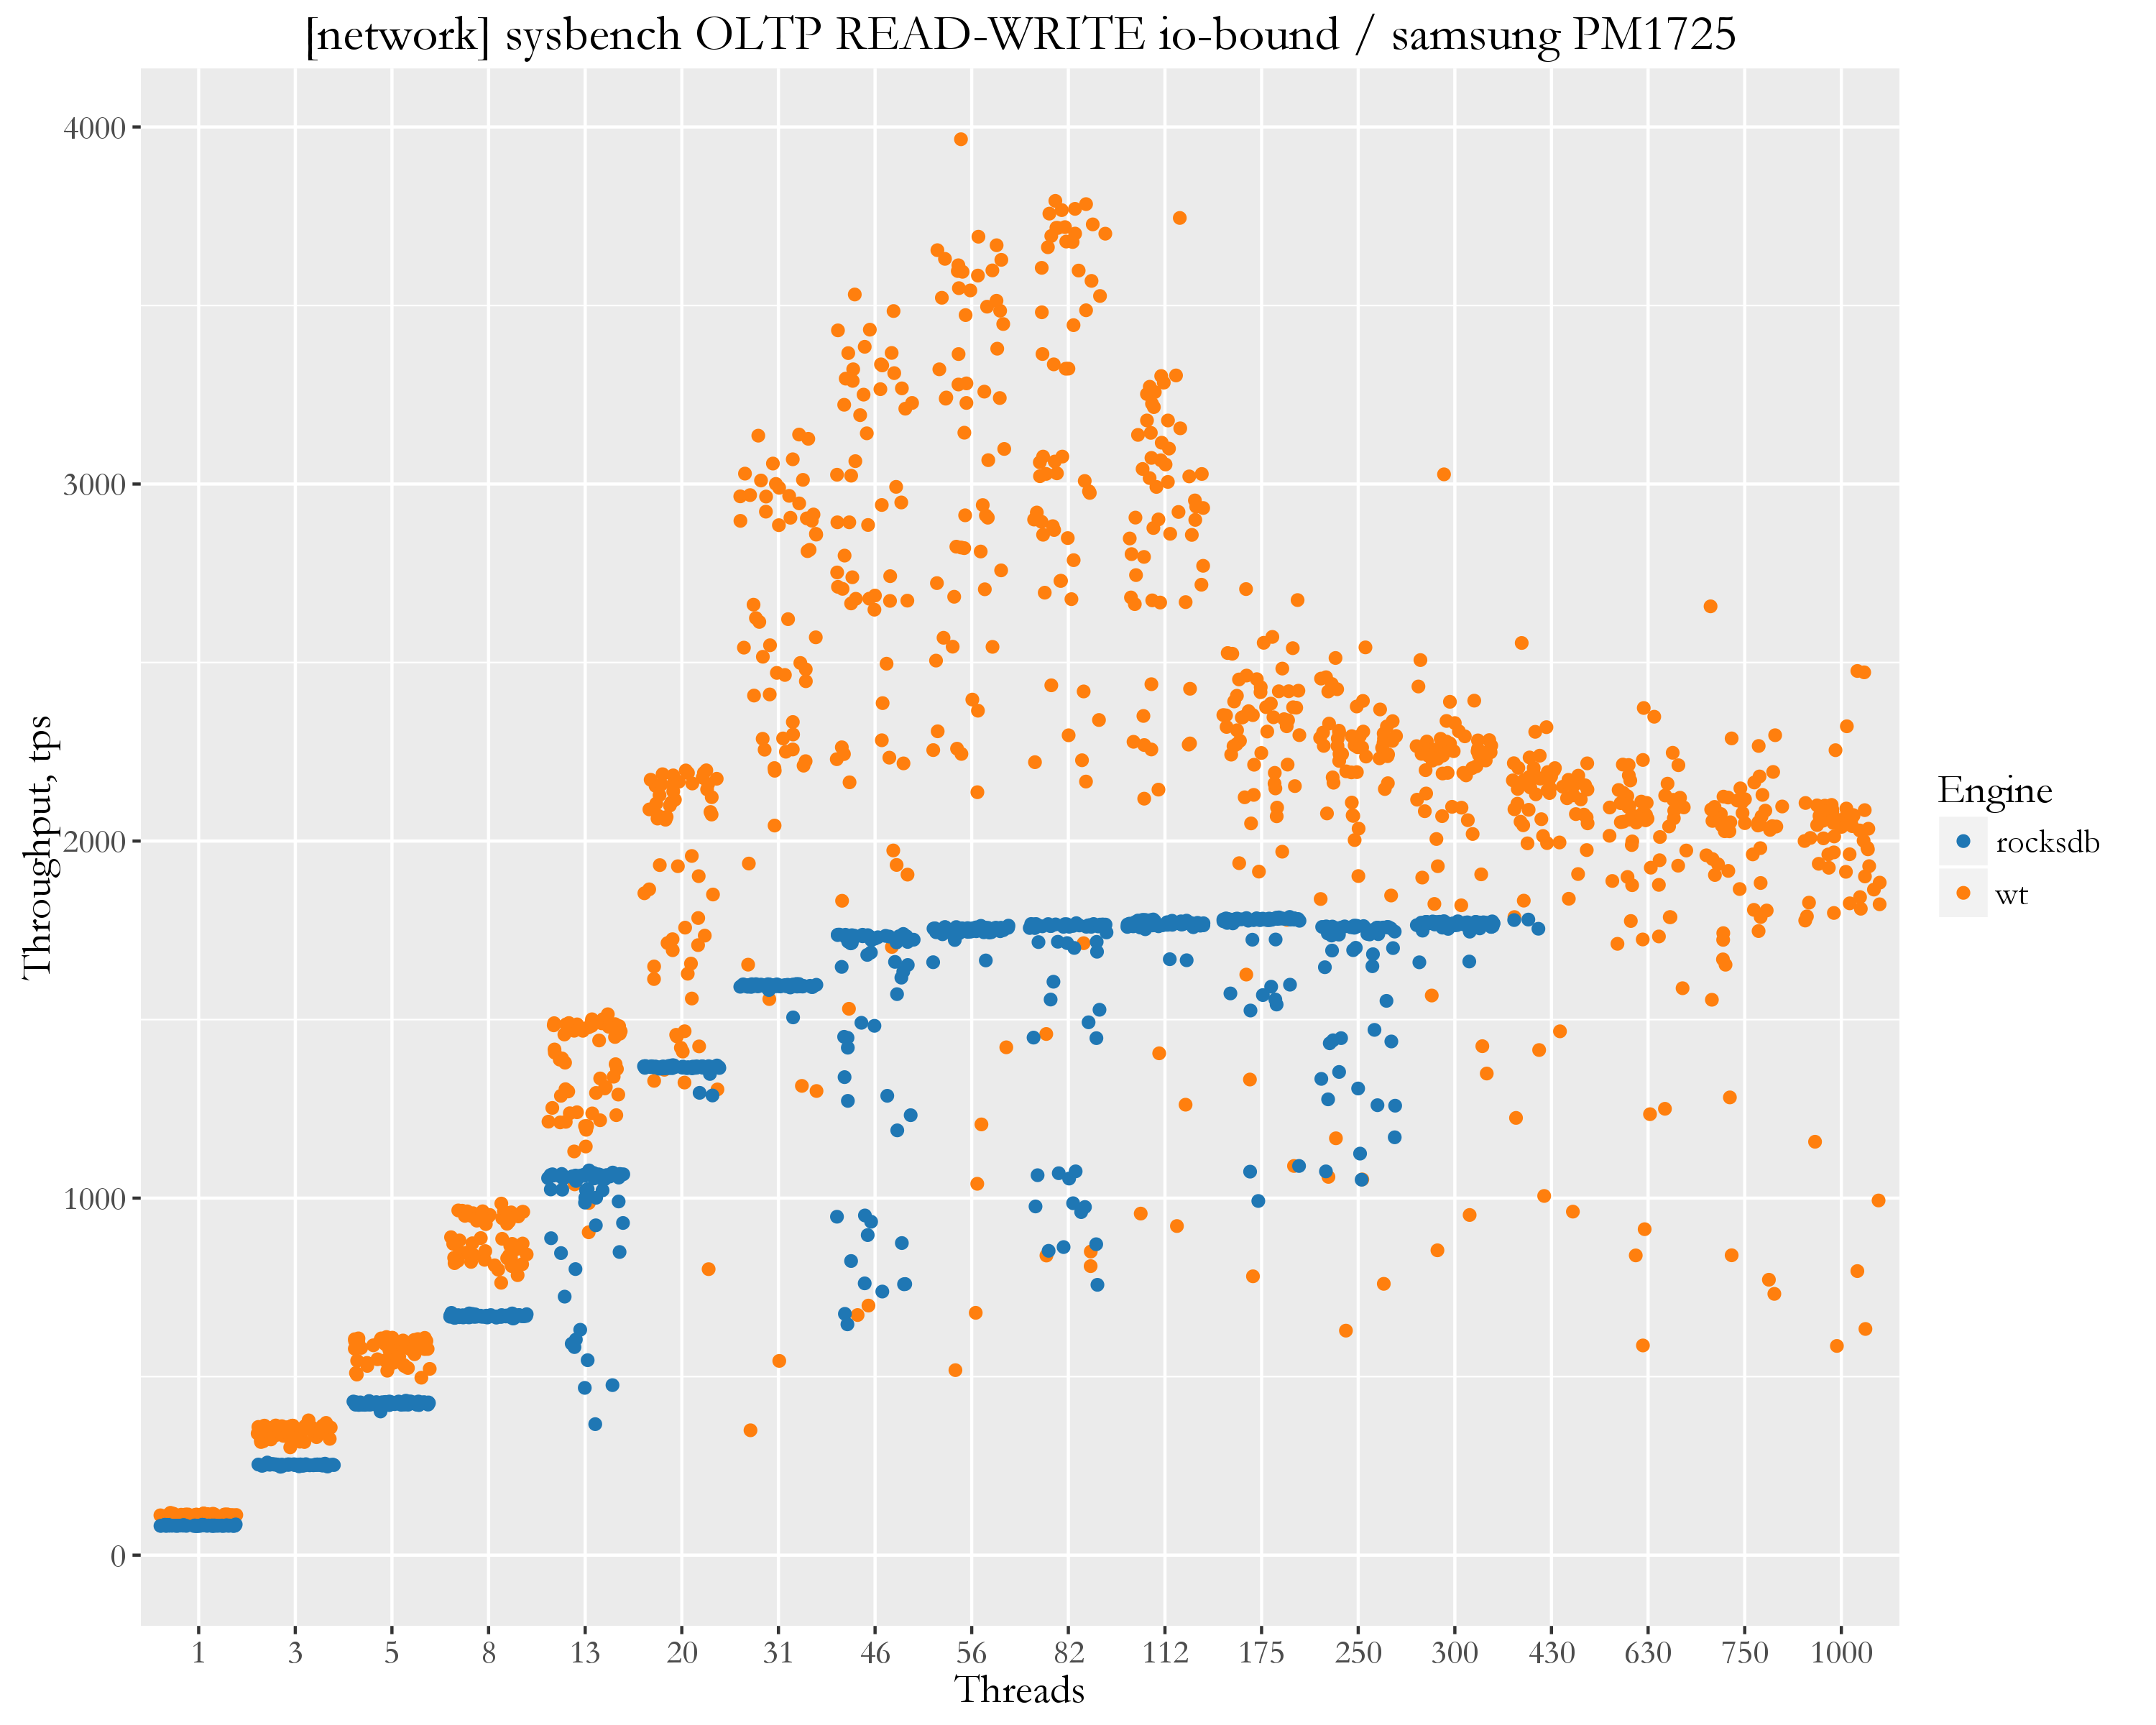 [network] sysbench OLTP READ-WRITE io-bound / samsung PM1725
Throughput, tps
4000
3000
2000
1000
0
1 3 5 8 13 20 31 46 56 82 112 175 250 300 430 630 750 1000
Threads
Engine
rocksdb
wt